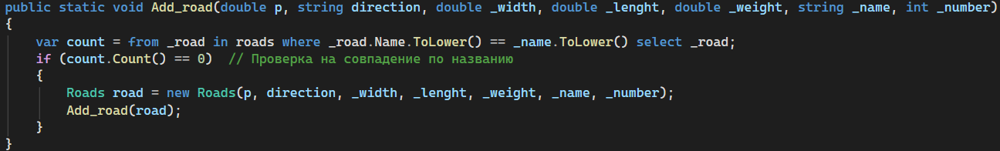 public static void Add_road(double p, string direction, double _width, double _lenght, double _weight, string _name, int _number)
{
var count = from _road in roads where _road.Name.ToLower() == _name.ToLower() select _road;
if (count.Count() == 0)  // Проверка на совпадение по названию
{
Roads road = new Roads(p, direction, _width, _lenght, _weight, _name, _number);
Add_road(road);
}
}